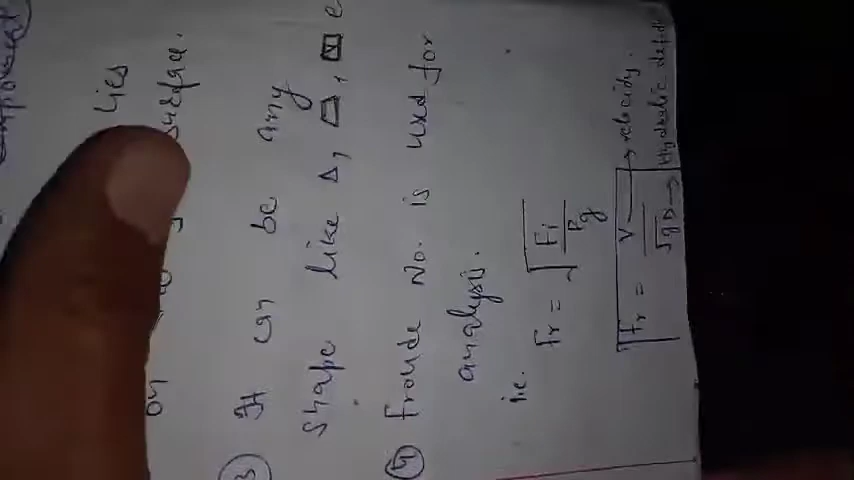 lies
on surface.
③ It can be any
shape like △, ▱, □ e
④ Froude No. is used for
analysis.
i.e.
Fr = √(Fi/Fg)
Fr = V → velocity.
√gD → Hydraulic depth